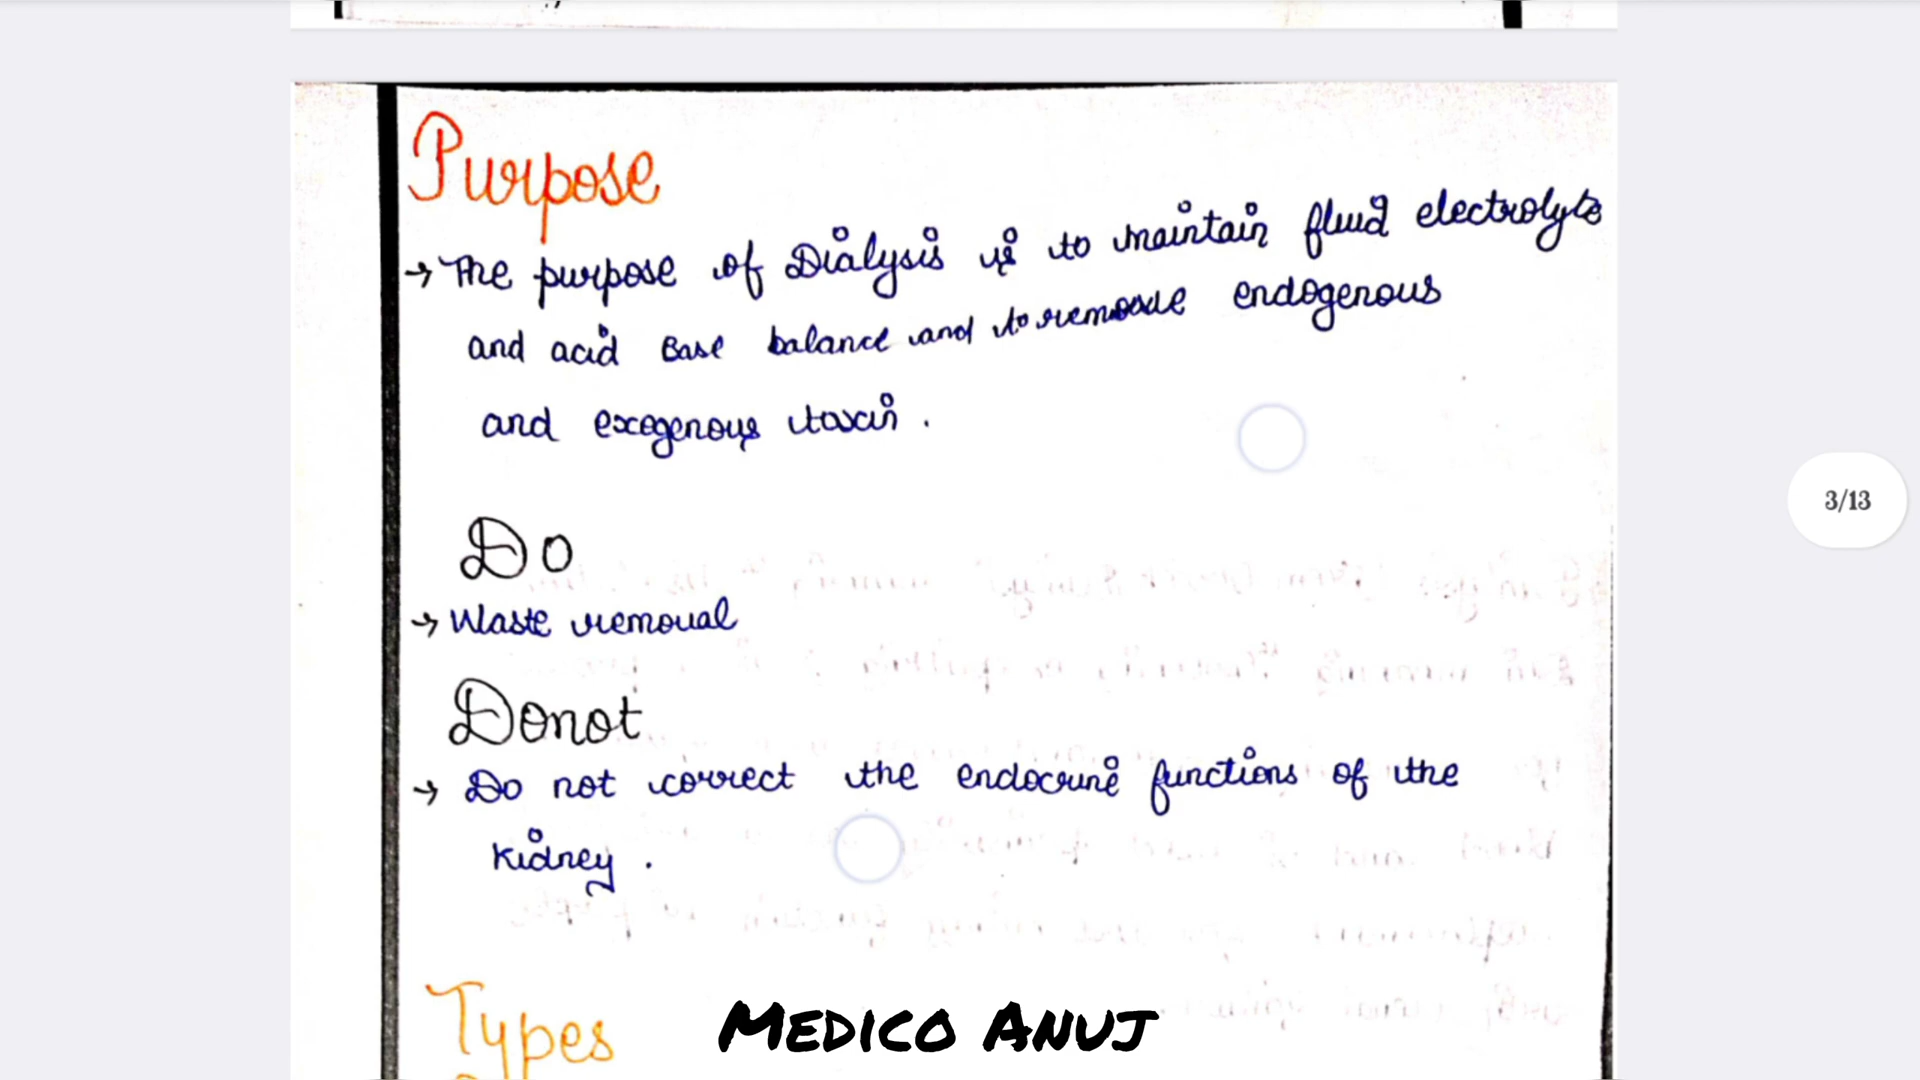 Purpose
→ The purpose of Dialysis is to maintain fluid electrolyte
and acid Base balance and to remove endogenous
and exogenous toxin.
Do
→ Waste removal
Donot
→ Do not correct the endocrine functions of the
kidney.
Types
MEDICO ANUJ
3/13